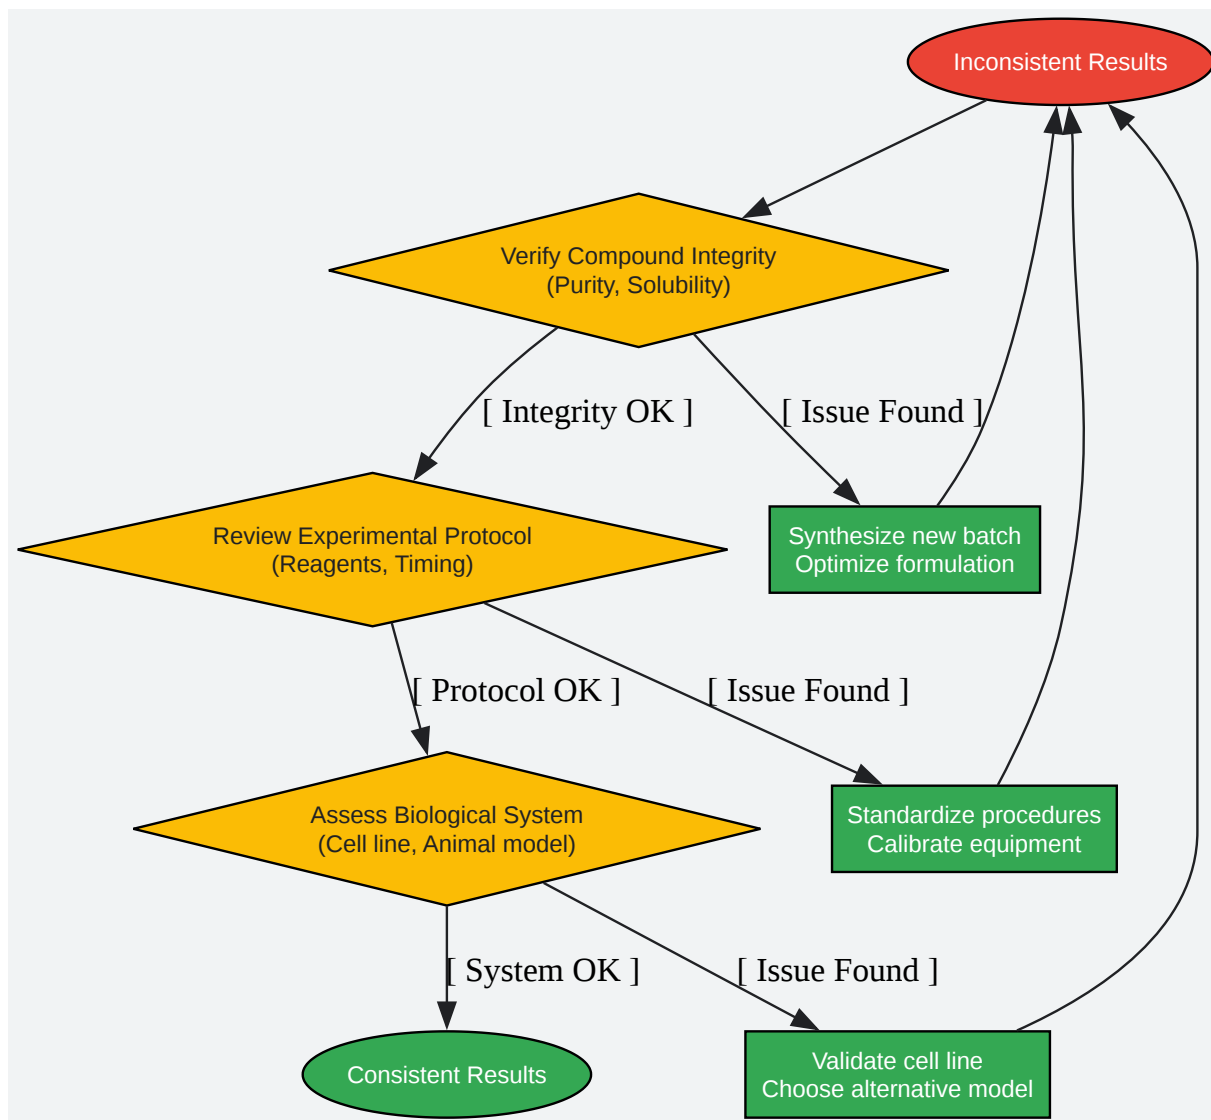 Inconsistent Results
Verify Compound Integrity
(Purity, Solubility)
[ Integrity OK ]
[ Issue Found ]
Review Experimental Protocol
(Reagents, Timing)
Synthesize new batch
Optimize formulation
[ Protocol OK ]
[ Issue Found ]
Assess Biological System
(Cell line, Animal model)
Standardize procedures
Calibrate equipment
[ System OK ]
[ Issue Found ]
Consistent Results
Validate cell line
Choose alternative model